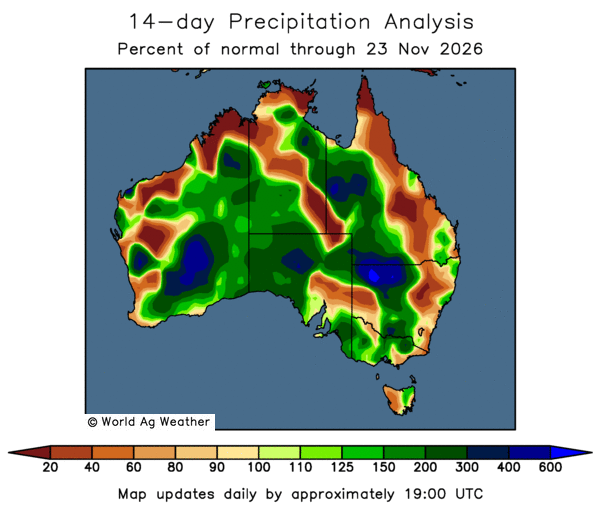 14-day Precipitation Analysis
Percent of normal through 23 Nov 2026
© World Ag Weather
20 40 60 80 90 100 110 125 150 200 300 400 600
Map updates daily by approximately 19:00 UTC